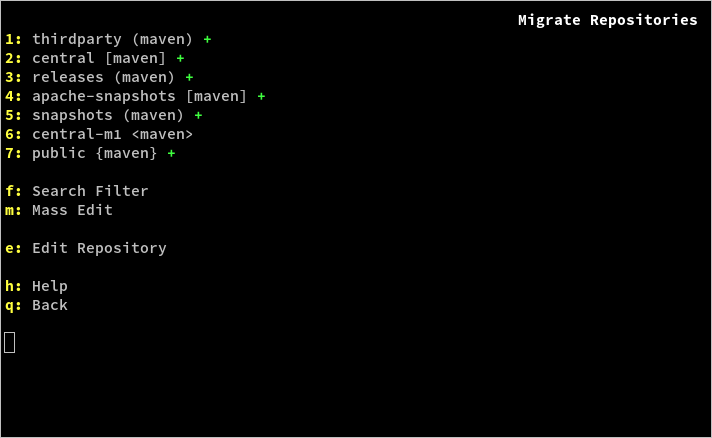 Migrate Repositories
1: thirdparty (maven) +
2: central [maven] +
3: releases (maven) +
4: apache-snapshots [maven] +
5: snapshots (maven) +
6: central-m1 <maven>
7: public {maven} +
f: Search Filter
m: Mass Edit
e: Edit Repository
h: Help
q: Back